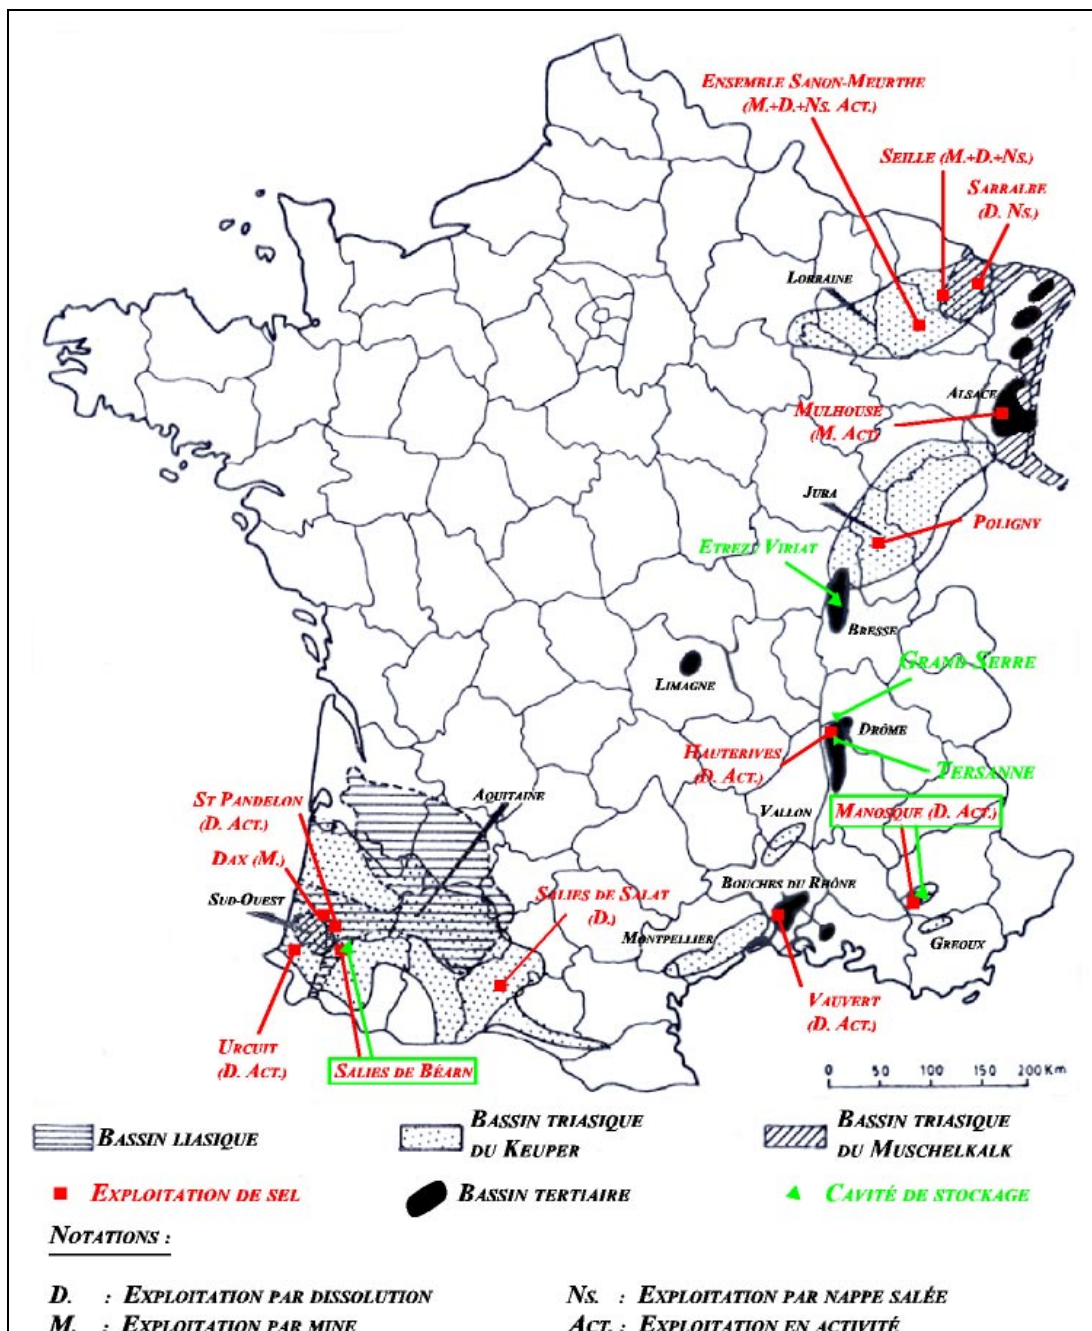 ENSEMBLE SANON-MEURTHE
(M.+D.+NS. ACT.)
SEILLE (M.+D.+NS.)
SARRALBE
(D. NS.)
LORRAINE
ALSACE
MULHOUSE
(M. ACT)
JURA
POLIGNY
ETREZ / VIRIAT
BRESSE
LIMAGNE
GRAND SERRE
DRÔME
HAUTERIVES
(D. ACT.)
TERSANNE
ST PANDELON
(D. ACT.)
AQUITAINE
VALLON
MANOSQUE (D. ACT.)
DAX (M.)
SUD-OUEST
SALIES DE SALAT
(D.)
BOUCHES DU RHÔNE
MONTPELLIER
GREOUX
VAUVERT
(D. ACT.)
URCUIT
(D. ACT.)
SALIES DE BÉARN
0 50 100 150 200 KM
BASSIN LIASIQUE
BASSIN TRIASIQUE
DU KEUPER
BASSIN TRIASIQUE
DU MUSCHELKALK
EXPLOITATION DE SEL
BASSIN TERTIAIRE
CAVITÉ DE STOCKAGE
NOTATIONS :
D. : EXPLOITATION PAR DISSOLUTION
NS. : EXPLOITATION PAR NAPPE SALÉE
M. : EXPLOITATION PAR MINE
ACT. : EXPLOITATION EN ACTIVITÉ